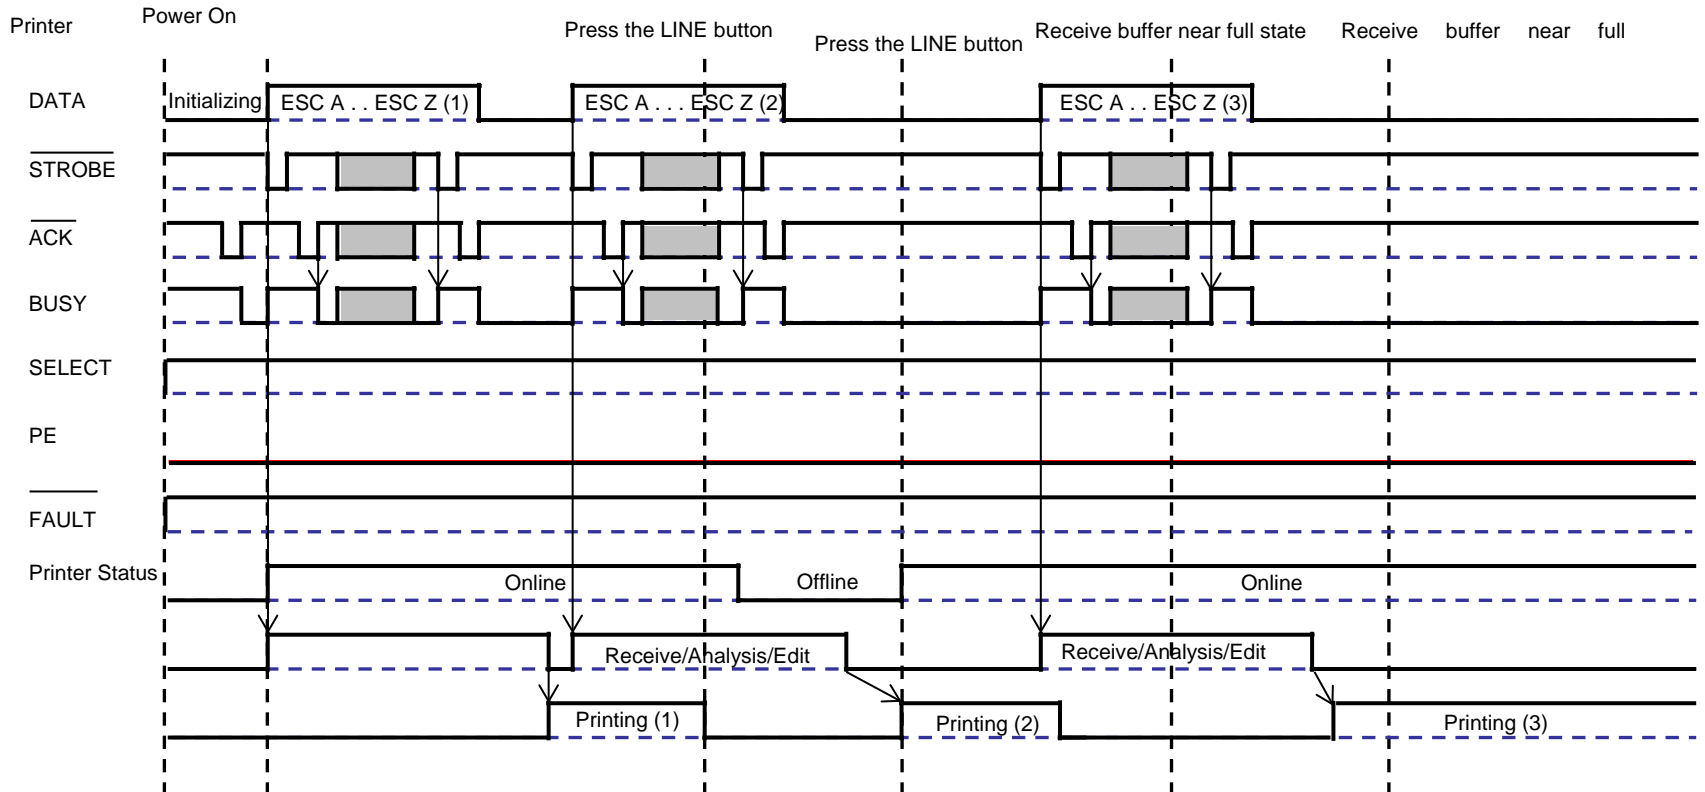 Printer
Power On
Press the LINE button
Press the LINE button
Receive buffer near full state
Receive buffer near full
DATA
Initializing
ESC A . . ESC Z (1)
ESC A . . . ESC Z (2)
ESC A . . ESC Z (3)
STROBE
ACK
BUSY
SELECT
PE
FAULT
Printer Status
Online
Offline
Online
Receive/Analysis/Edit
Receive/Analysis/Edit
Printing (1)
Printing (2)
Printing (3)